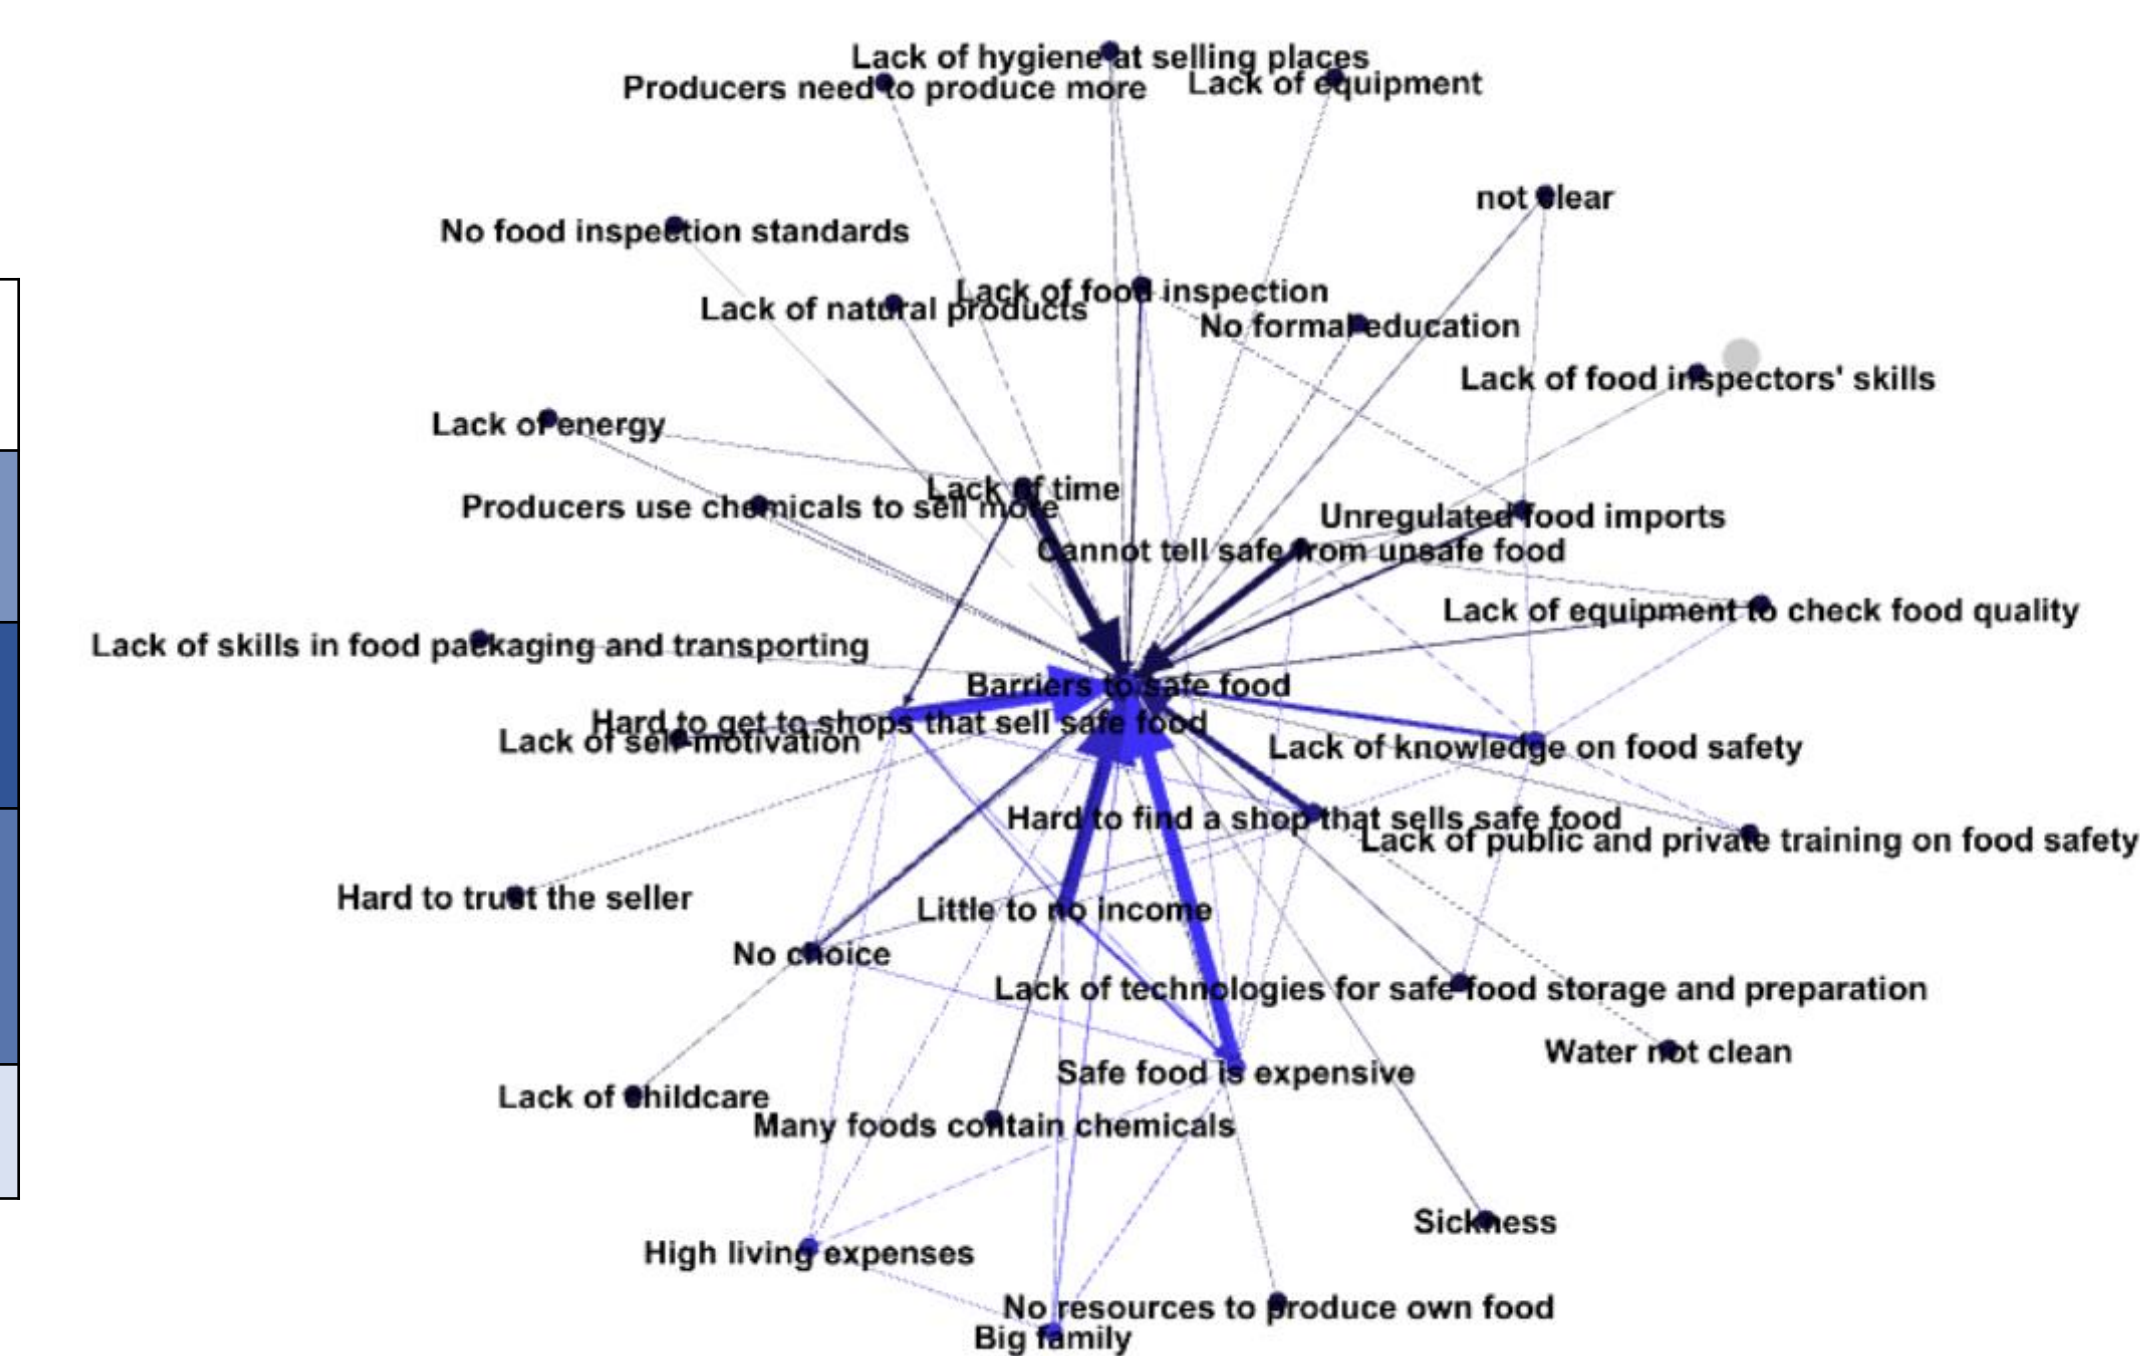 Lack of hygiene at selling places
Producers need to produce more
Lack of equipment
not clear
No food inspection standards
Lack of food inspection
Lack of natural products
No formal education
Lack of food inspectors' skills
Lack of energy
Lack of time
Producers use chemicals to sell more
Unregulated food imports
Cannot tell safe from unsafe food
Lack of equipment to check food quality
Lack of skills in food packaging and transporting
Barriers to safe food
Hard to get to shops that sell safe food
Lack of self-motivation
Lack of knowledge on food safety
Hard to find a shop that sells safe food
Lack of public and private training on food safety
Hard to trust the seller
Little to no income
No choice
Lack of technologies for safe food storage and preparation
Water not clean
Safe food is expensive
Lack of childcare
Many foods contain chemicals
Sickness
High living expenses
No resources to produce own food
Big family